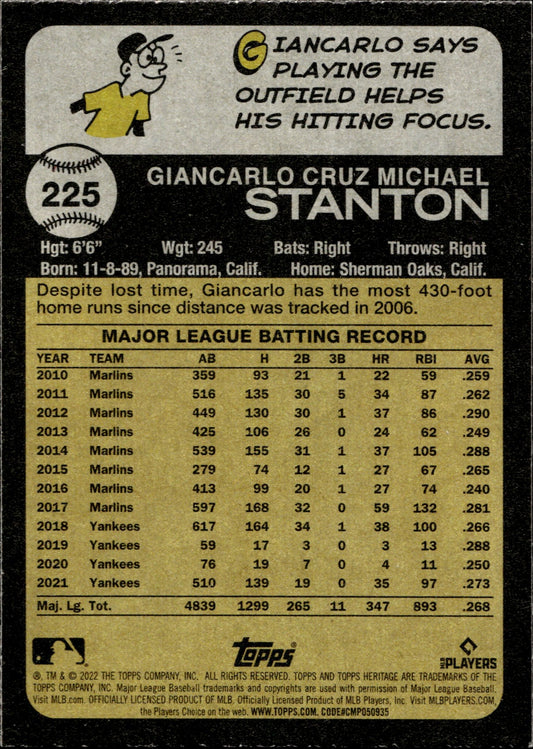 GIANCARLO SAYS
PLAYING THE
OUTFIELD HELPS
HIS HITTING FOCUS.
225
GIANCARLO CRUZ MICHAEL
STANTON
Hgt: 6'6" Wgt: 245 Bats: Right Throws: Right
Born: 11-8-89, Panorama, Calif. Home: Sherman Oaks, Calif.
Despite lost time, Giancarlo has the most 430-foot
home runs since distance was tracked in 2006.
MAJOR LEAGUE BATTING RECORD
YEAR TEAM AB H 2B 3B HR RBI AVG
2010 Marlins 359 93 21 1 22 59 .259
2011 Marlins 516 135 30 5 34 87 .262
2012 Marlins 449 130 30 1 37 86 .290
2013 Marlins 425 106 26 0 24 62 .249
2014 Marlins 539 155 31 1 37 105 .288
2015 Marlins 279 74 12 1 27 67 .265
2016 Marlins 413 99 20 1 27 74 .240
2017 Marlins 597 168 32 0 59 132 .281
2018 Yankees 617 164 34 1 38 100 .266
2019 Yankees 59 17 3 0 3 13 .288
2020 Yankees 76 19 7 0 4 11 .250
2021 Yankees 510 139 19 0 35 97 .273
Maj. Lg. Tot. 4839 1299 265 11 347 893 .268
Topps
MLB PLAYERS
®, TM & © 2022 THE TOPPS COMPANY, INC. ALL RIGHTS RESERVED. TOPPS AND TOPPS HERITAGE ARE TRADEMARKS OF THE
TOPPS COMPANY, INC. Major League Baseball trademarks and copyrights are used with permission of Major League Baseball.
Visit MLB.com. OFFICIALLY LICENSED PRODUCT OF MLB. Officially Licensed Product of MLB Players, Inc. Visit MLBPLAYERS.com,
the Players Choice on the web. WWW.TOPPS.COM. CODE#CMP050935